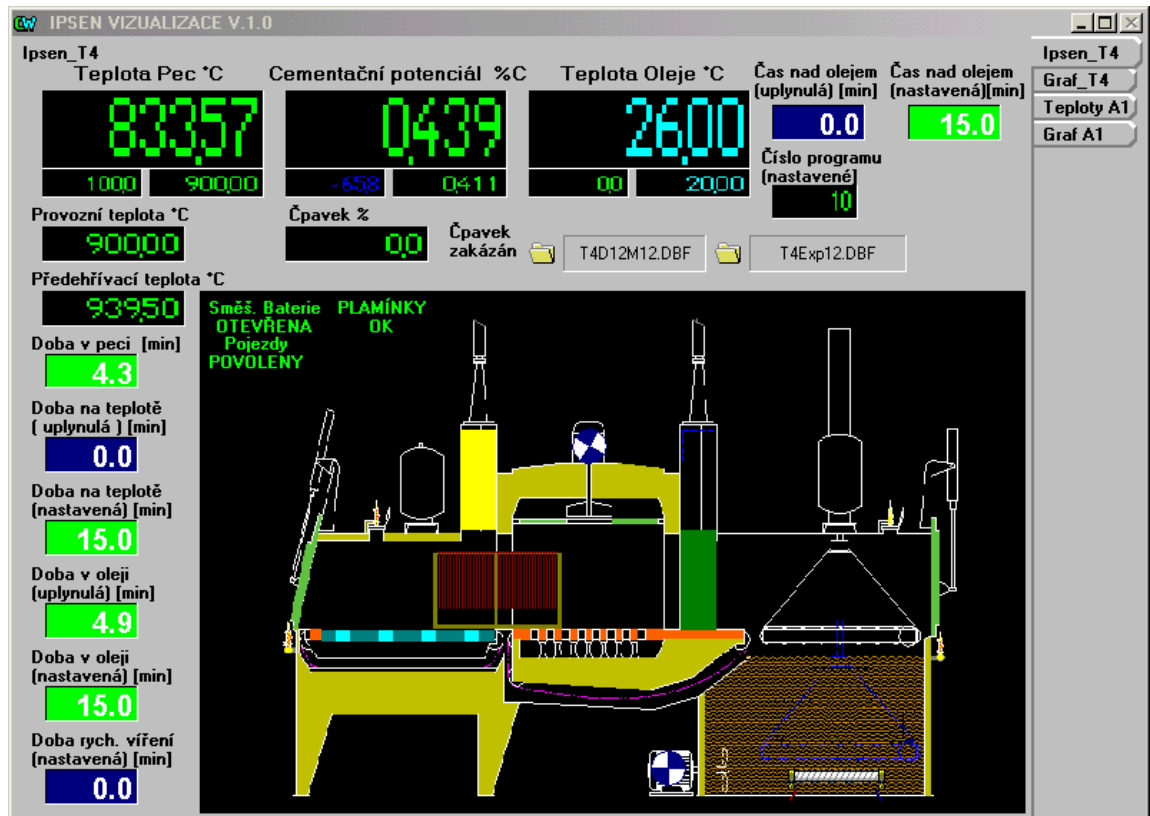 IPSEN VIZUALIZACE V.1.0
Ipsen_T4
Teplota Pec °C
833,57
100,0 900,00
Cementační potenciál %C
0,439
-658 0,411
Teplota Oleje °C
26,00
0,0 20,00
Čas nad olejem
(uplynulá) [min]
0.0
Čas nad olejem
(nastavená)[min]
15.0
Číslo programu
(nastavené]
10
Ipsen_T4
Graf_T4
Teploty A1
Graf A1
Provozní teplota °C
900,00
Čpavek %
0,0
Čpavek
zakázán
T4D12M12.DBF
T4Exp12.DBF
Předehřívací teplota °C
939,50
Doba v peci [min]
4.3
Doba na teplotě
( uplynulá ) [min]
0.0
Doba na teplotě
(nastavená) [min]
15.0
Doba v oleji
(uplynulá) [min]
4.9
Doba v oleji
(nastavená) [min]
15.0
Doba rych. víření
(nastavená) [min]
0.0
Směš. Baterie PLAMÍNKY
OTEVŘENA OK
Pojezdy
POVOLENY